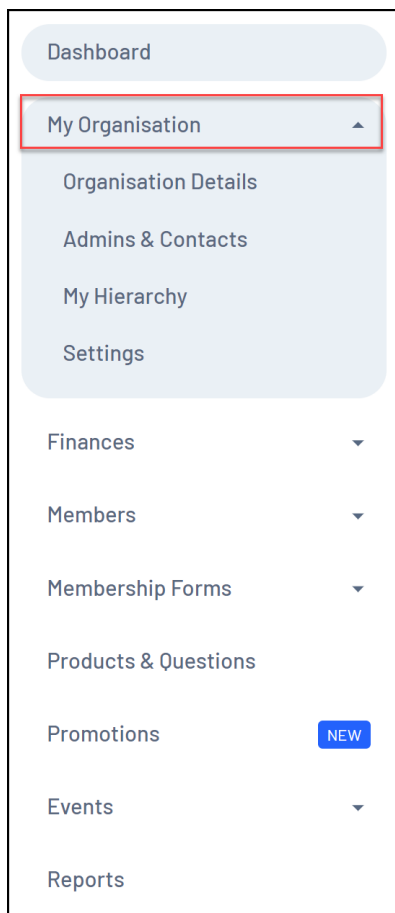 Dashboard
My Organisation
Organisation Details
Admins & Contacts
My Hierarchy
Settings
Finances
Members
Membership Forms
Products & Questions
Promotions NEW
Events
Reports